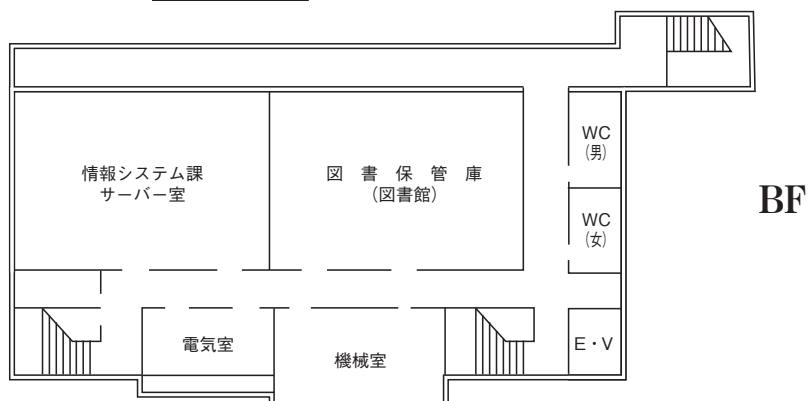 情報システム課
サーバー室
図 書 保 管 庫
(図書館)
WC
(男)
WC
(女)
BF
電気室
機械室
E・V